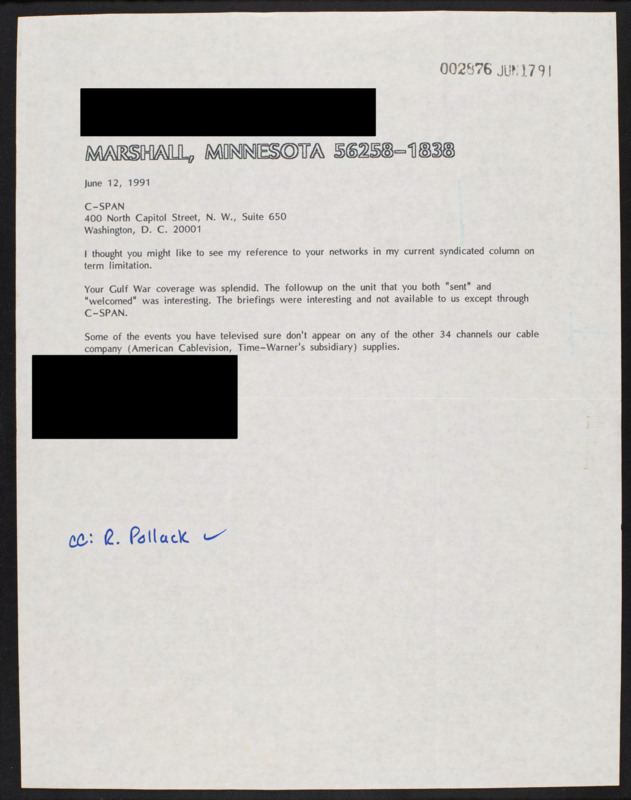 002876 JUN 17 91
MARSHALL, MINNESOTA 56258-1838
June 12, 1991
C-SPAN
400 North Capitol Street, N. W., Suite 650
Washington, D. C. 20001
I thought you might like to see my reference to your networks in my current syndicated column on
term limitation.
Your Gulf War coverage was splendid. The followup on the unit that you both "sent" and
"welcomed" was interesting. The briefings were interesting and not available to us except through
C-SPAN.
Some of the events you have televised sure don't appear on any of the other 34 channels our cable
company (American Cablevision, Time-Warner's subsidiary) supplies.
cc: R. Pollack ✓